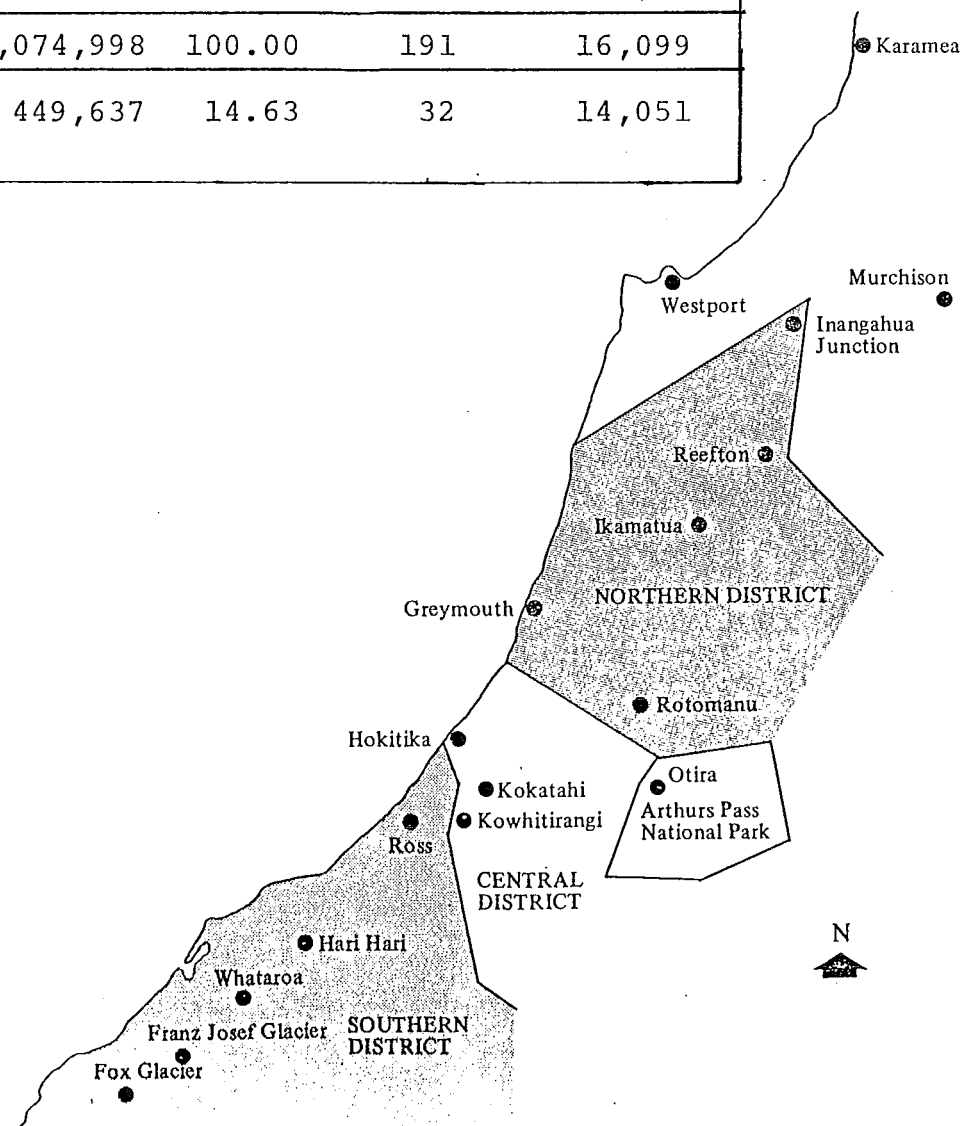 ,074,998 100.00 191 16,099
449,637 14.63 32 14,051
Karamea
Murchison
Westport
Inangahua
Junction
Reefton
Ikamatua
NORTHERN DISTRICT
Greymouth
Rotomanu
Hokitika
Otira
Kokatahi
Arthurs Pass
National Park
Kowhitirangi
Ross
CENTRAL
DISTRICT
N
Hari Hari
Whataroa
Franz Josef Glacier
SOUTHERN
DISTRICT
Fox Glacier